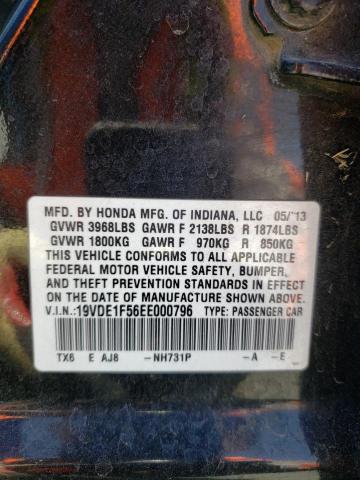 MFD. BY HONDA MFG. OF INDIANA, LLC 05/13
GVWR 3968LBS GAWR F 2138LBS R 1874LBS
GVWR 1800KG GAWR F 970KG R 850KG
THIS VEHICLE CONFORMS TO ALL APPLICABLE
FEDERAL MOTOR VEHICLE SAFETY, BUMPER,
AND THEFT PREVENTION STANDARDS IN EFFECT
ON THE DATE OF MANUFACTURE SHOWN ABOVE.
V.I.N.:19VDE1F56EE000796 TYPE: PASSENGER CAR
TX6 E AJ8 -NH731P -A -E